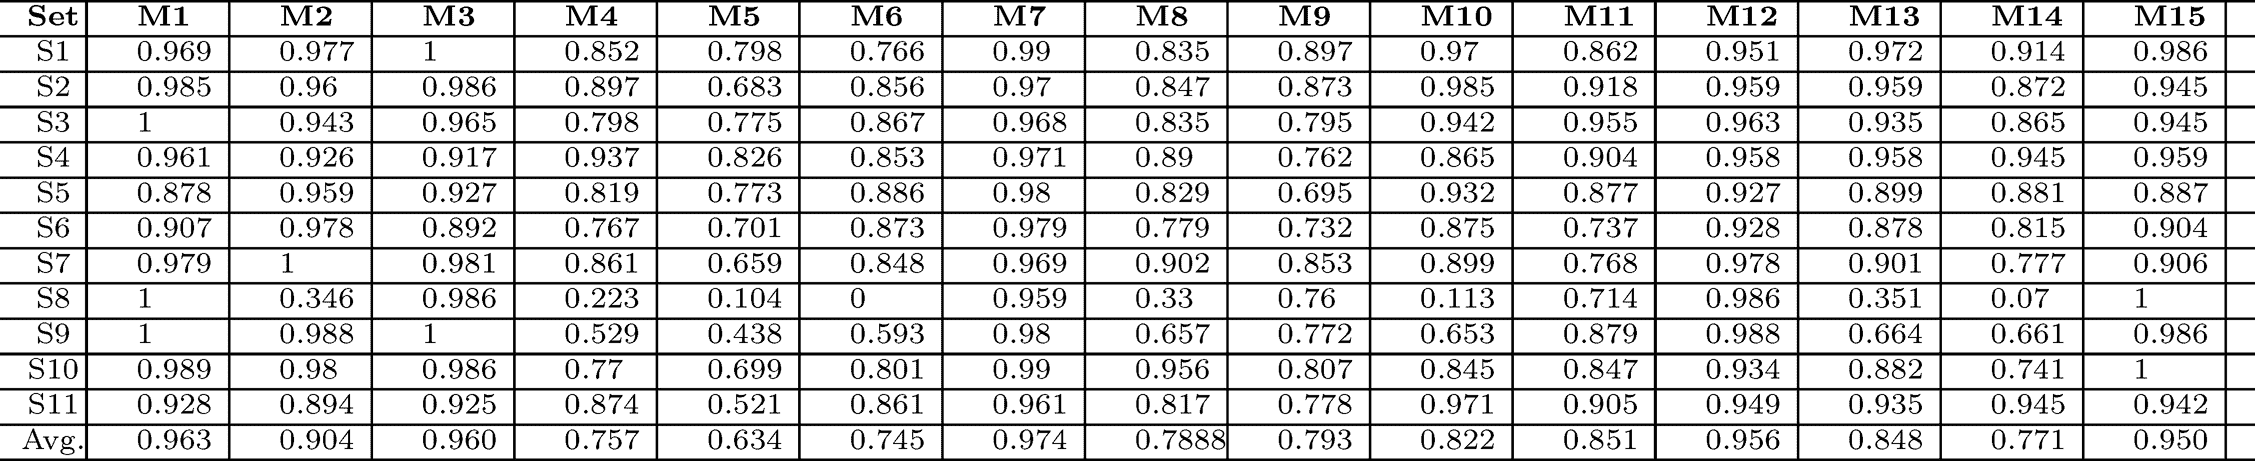 Set M1 M2 M3 M4 M5 M6 M7 M8 M9 M10 M11 M12 M13 M14 M15
S1 0.969 0.977 1 0.852 0.798 0.766 0.99 0.835 0.897 0.97 0.862 0.951 0.972 0.914 0.986
S2 0.985 0.96 0.986 0.897 0.683 0.856 0.97 0.847 0.873 0.985 0.918 0.959 0.959 0.872 0.945
S3 1 0.943 0.965 0.798 0.775 0.867 0.968 0.835 0.795 0.942 0.955 0.963 0.935 0.865 0.945
S4 0.961 0.926 0.917 0.937 0.826 0.853 0.971 0.89 0.762 0.865 0.904 0.958 0.958 0.945 0.959
S5 0.878 0.959 0.927 0.819 0.773 0.886 0.98 0.829 0.695 0.932 0.877 0.927 0.899 0.881 0.887
S6 0.907 0.978 0.892 0.767 0.701 0.873 0.979 0.779 0.732 0.875 0.737 0.928 0.878 0.815 0.904
S7 0.979 1 0.981 0.861 0.659 0.848 0.969 0.902 0.853 0.899 0.768 0.978 0.901 0.777 0.906
S8 1 0.346 0.986 0.223 0.104 0 0.959 0.33 0.76 0.113 0.714 0.986 0.351 0.07 1
S9 1 0.988 1 0.529 0.438 0.593 0.98 0.657 0.772 0.653 0.879 0.988 0.664 0.661 0.986
S10 0.989 0.98 0.986 0.77 0.699 0.801 0.99 0.956 0.807 0.845 0.847 0.934 0.882 0.741 1
S11 0.928 0.894 0.925 0.874 0.521 0.861 0.961 0.817 0.778 0.971 0.905 0.949 0.935 0.945 0.942
Avg. 0.963 0.904 0.960 0.757 0.634 0.745 0.974 0.7888 0.793 0.822 0.851 0.956 0.848 0.771 0.950